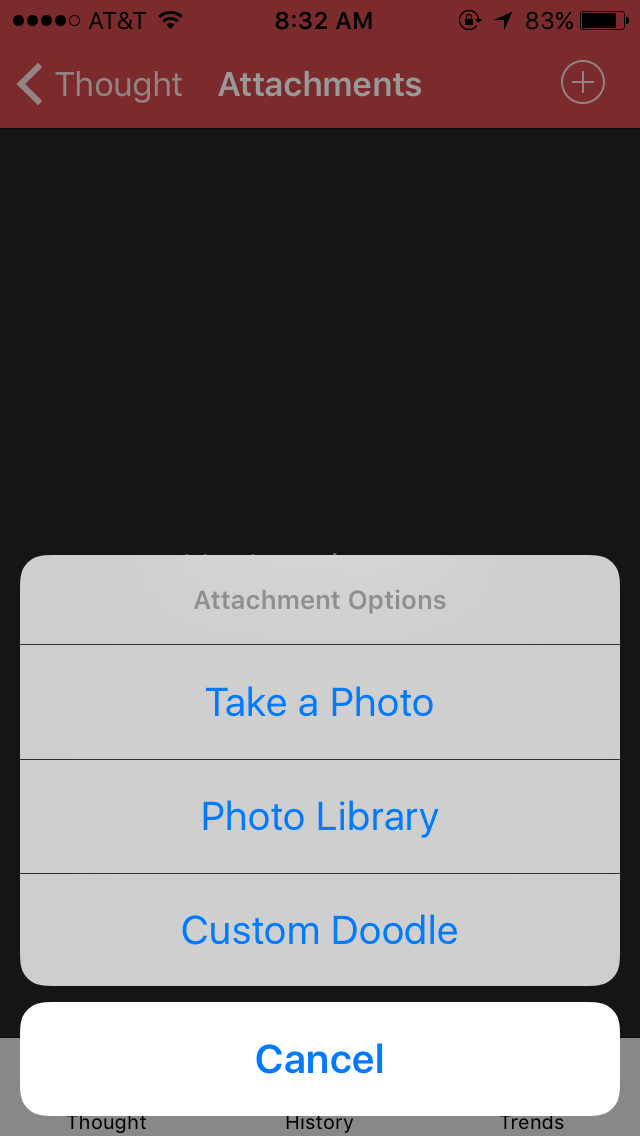 AT&T 8:32 AM 83%
Thought Attachments
Attachment Options
Take a Photo
Photo Library
Custom Doodle
Cancel
Thought History Trends